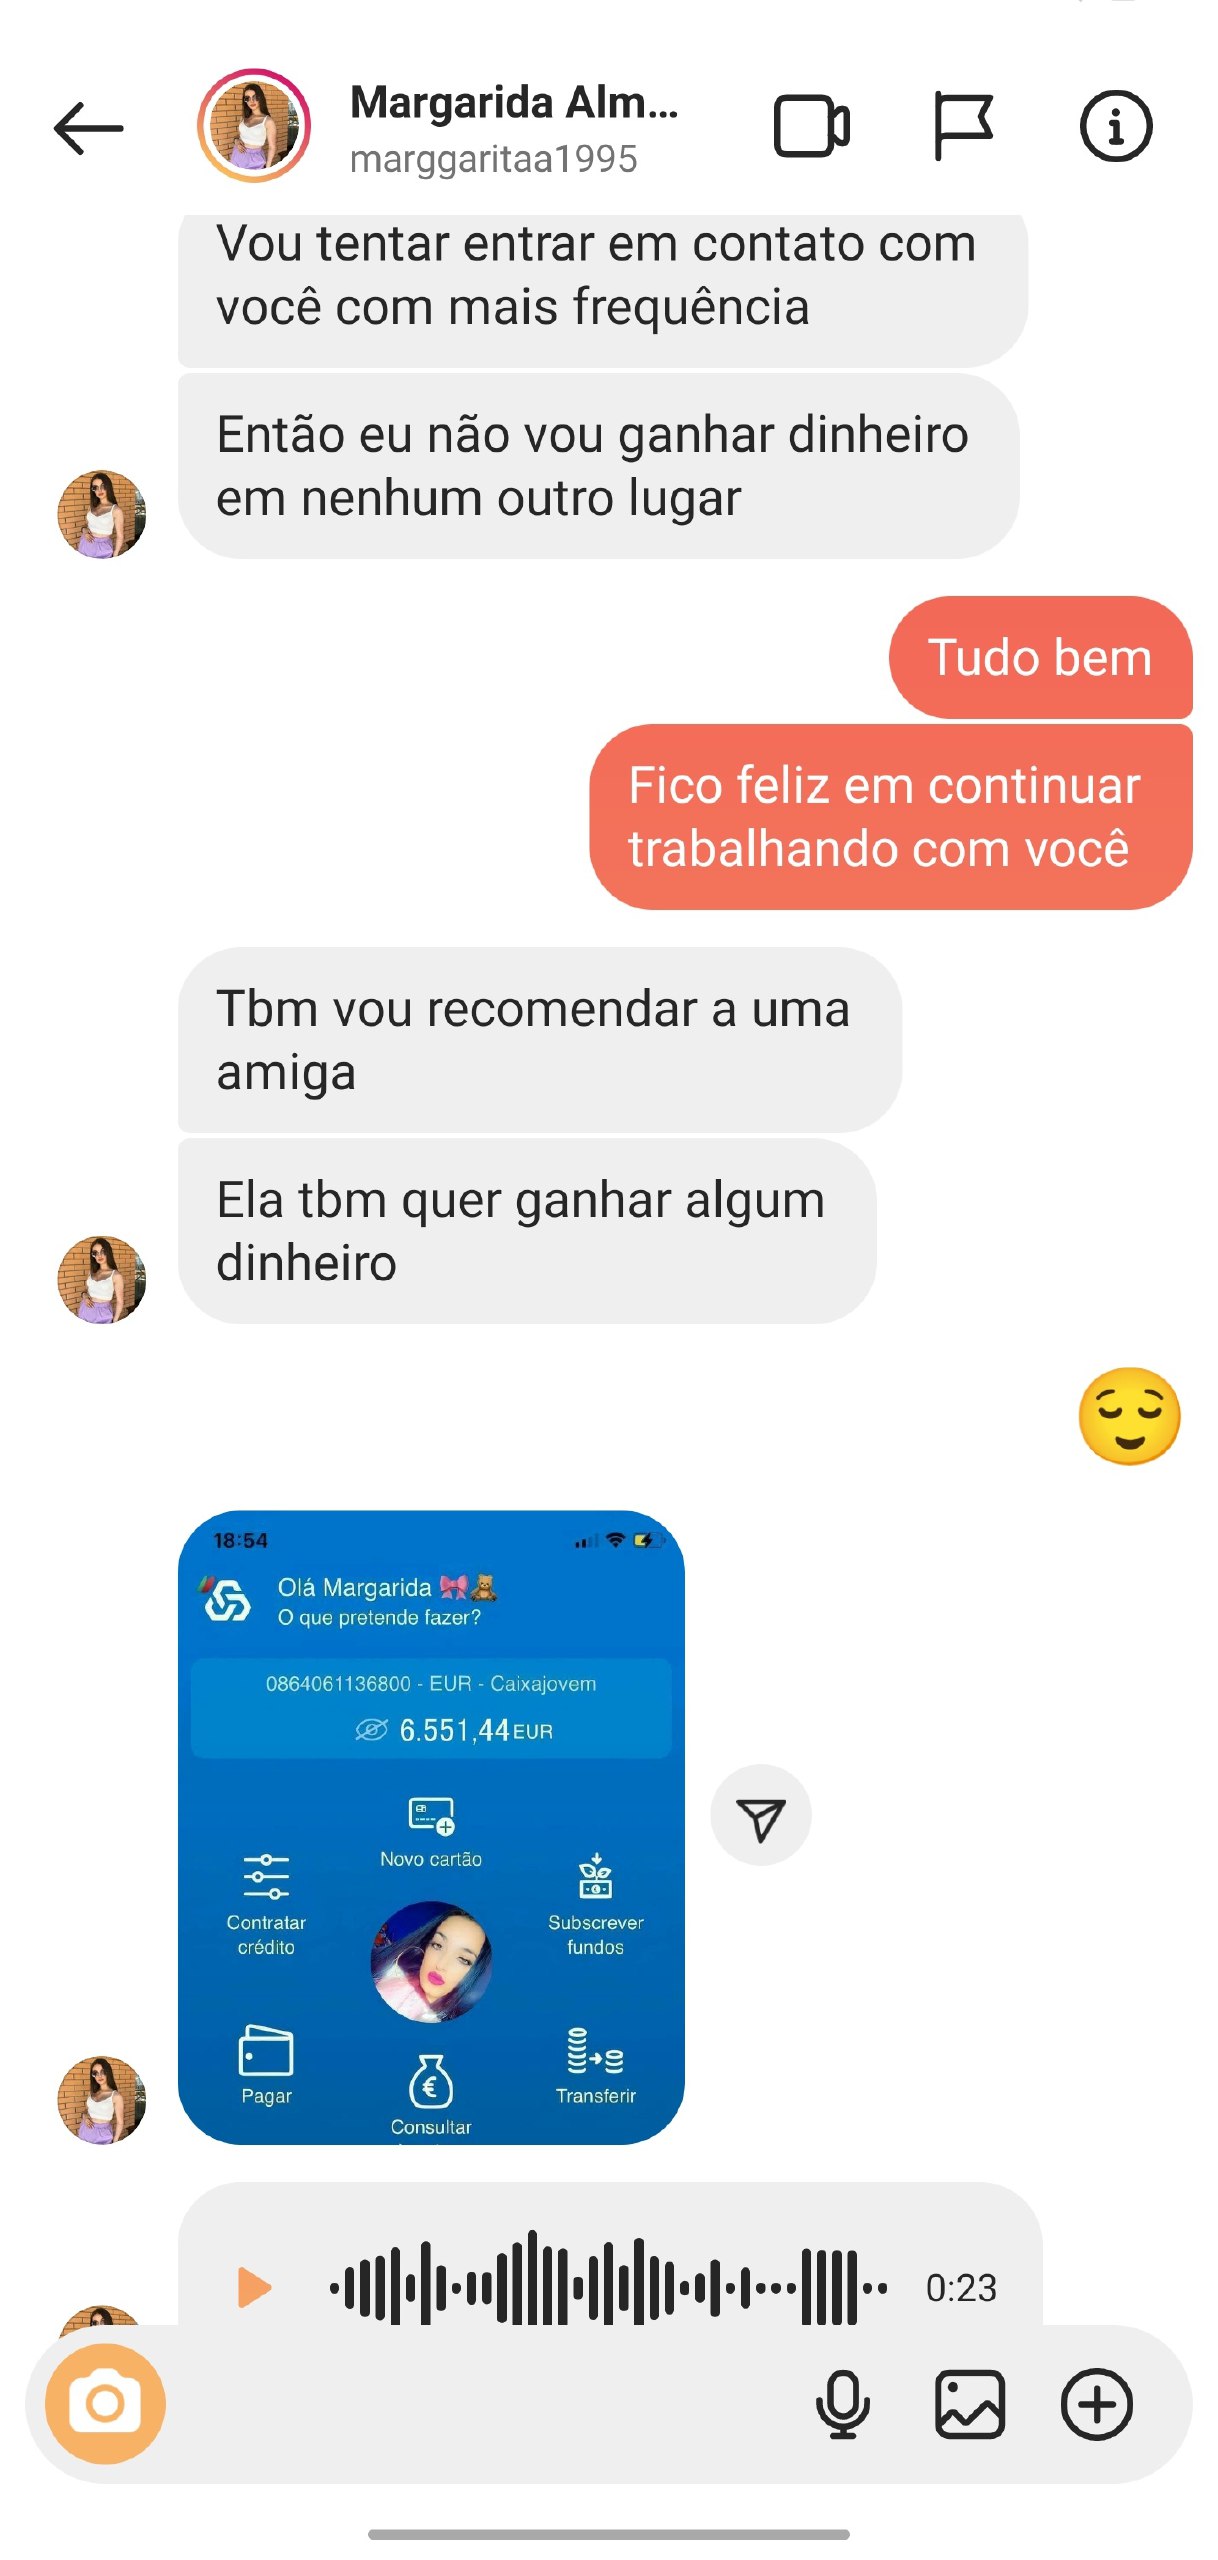 Margarida Alm...
marggaritaa1995
Vou tentar entrar em contato com
você com mais frequência
Então eu não vou ganhar dinheiro
em nenhum outro lugar
Tudo bem
Fico feliz em continuar
trabalhando com você
Tbm vou recomendar a uma
amiga
Ela tbm quer ganhar algum
dinheiro
18:54
Olá Margarida 🎀🧸
O que pretende fazer?
0864061136800 - EUR - Caixajovem
6.551,44 EUR
Novo cartão
Contratar
crédito
Subscrever
fundos
Pagar
Transferir
Consultar
0:23